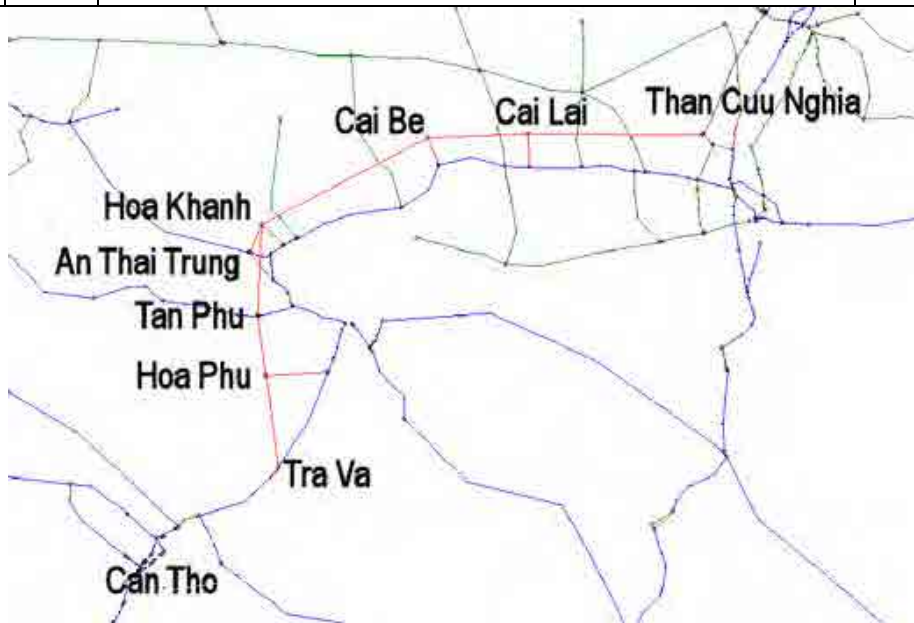 Than Cuu Nghia
Cai Lai
Cai Be
Hoa Khanh
An Thai Trung
Tan Phu
Hoa Phu
Tra Va
Can Tho